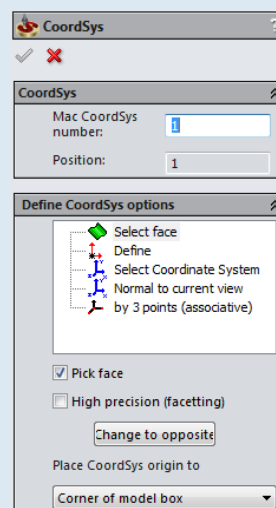 CoordSys
?
CoordSys
Mac CoordSys
number:
1
Position:
1
Define CoordSys options
Select face
Define
Select Coordinate System
Normal to current view
by 3 points (associative)
Pick face
High precision (facetting)
Change to opposite
Place CoordSys origin to
Corner of model box